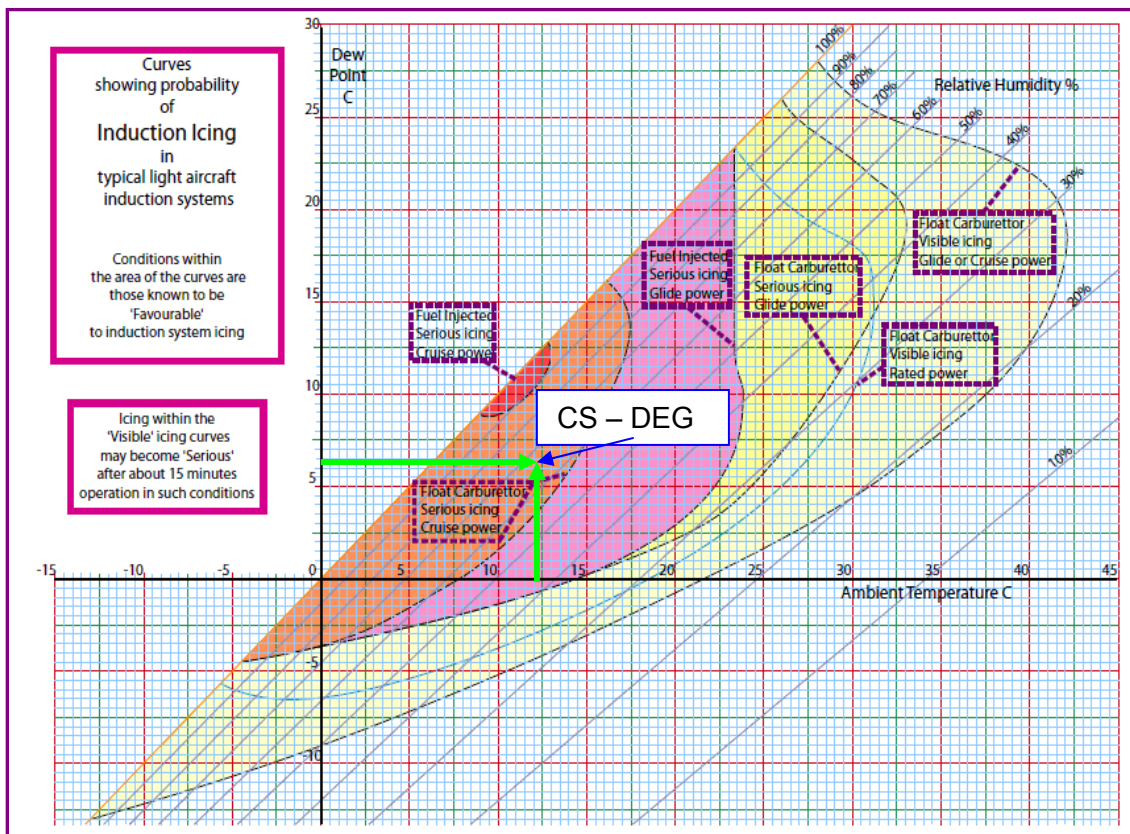 Curves
showing probability
of
Induction Icing
in
typical light aircraft
induction systems
Conditions within
the area of the curves are
those known to be
'Favourable'
to induction system icing
Icing within the
'Visible' icing curves
may become 'Serious'
after about 15 minutes
operation in such conditions
Dew
Point
C
30
25
20
15
10
5
0
-5
-10
-15
-10
-5
5
10
15
20
25
30
35
40
45
Ambient Temperature C
Relative Humidity %
100%
90%
80%
70%
60%
50%
40%
30%
20%
10%
Fuel Injected
Serious icing
Cruise power
Fuel Injected
Serious icing
Glide power
Float Carburettor
Serious icing
Glide power
Float Carburettor
Visible icing
Glide or Cruise power
Float Carburettor
Visible icing
Rated power
CS – DEG
Float Carburettor
Serious icing
Cruise power